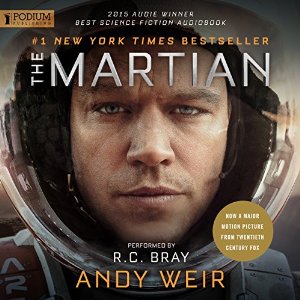 PODIUM
PUBLISHING
2015 AUDIE WINNER
BEST SCIENCE FICTION AUDIOBOOK
#1 NEW YORK TIMES BESTSELLER
THE MARTIAN
NOW A MAJOR
MOTION PICTURE
FROM TWENTIETH
CENTURY FOX
PERFORMED BY
R.C. BRAY
ANDY WEIR